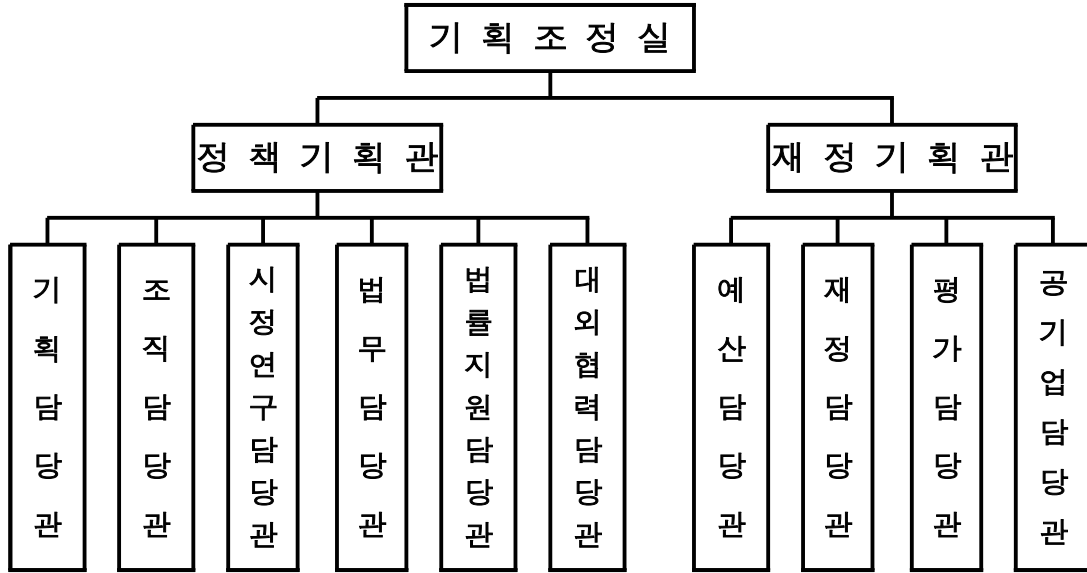 기획조정실
정책기획관
재정기획관
기획담당관
조직담당관
시정연구담당관
법무담당관
법률지원담당관
대외협력담당관
예산담당관
재정담당관
평가담당관
공기업담당관